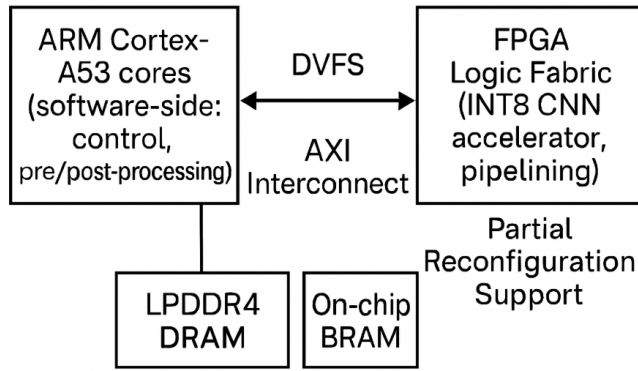 ARM Cortex-
A53 cores
(software-side:
control,
pre/post-processing)
DVFS
AXI
Interconnect
FPGA
Logic Fabric
(INT8 CNN
accelerator,
pipelining)
Partial
Reconfiguration
Support
LPDDR4
DRAM
On-chip
BRAM